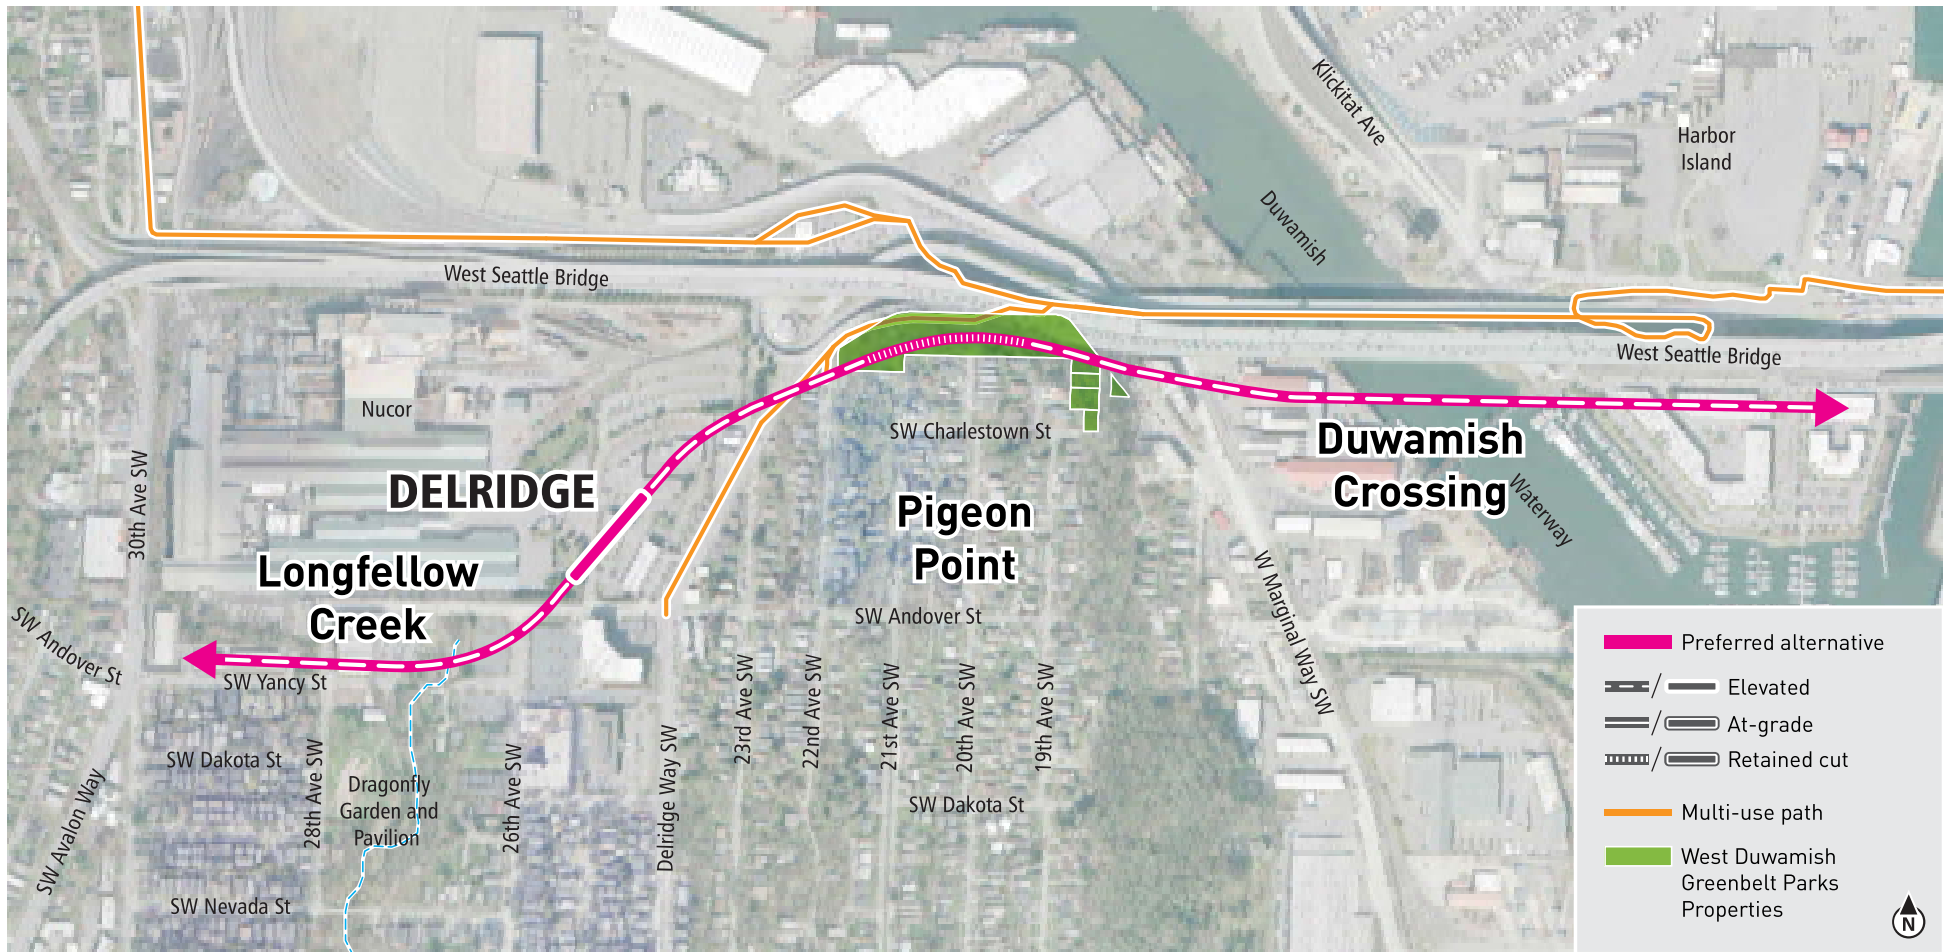 Klickitat Ave
Harbor
Island
Duwamish
West Seattle Bridge
West Seattle Bridge
Nucor
SW Charlestown St
Duwamish
Crossing
30th Ave SW
DELRIDGE
Waterway
Pigeon
Point
Longfellow
Creek
SW Andover St
SW Andover St
W Marginal Way SW
SW Yancy St
23rd Ave SW
22nd Ave SW
21st Ave SW
20th Ave SW
19th Ave SW
SW Dakota St
28th Ave SW
Dragonfly
Garden and
Pavilion
26th Ave SW
Delridge Way SW
SW Dakota St
SW Avalon Way
SW Nevada St
Preferred alternative
/ Elevated
/ At-grade
/ Retained cut
Multi-use path
West Duwamish
Greenbelt Parks
Properties
N